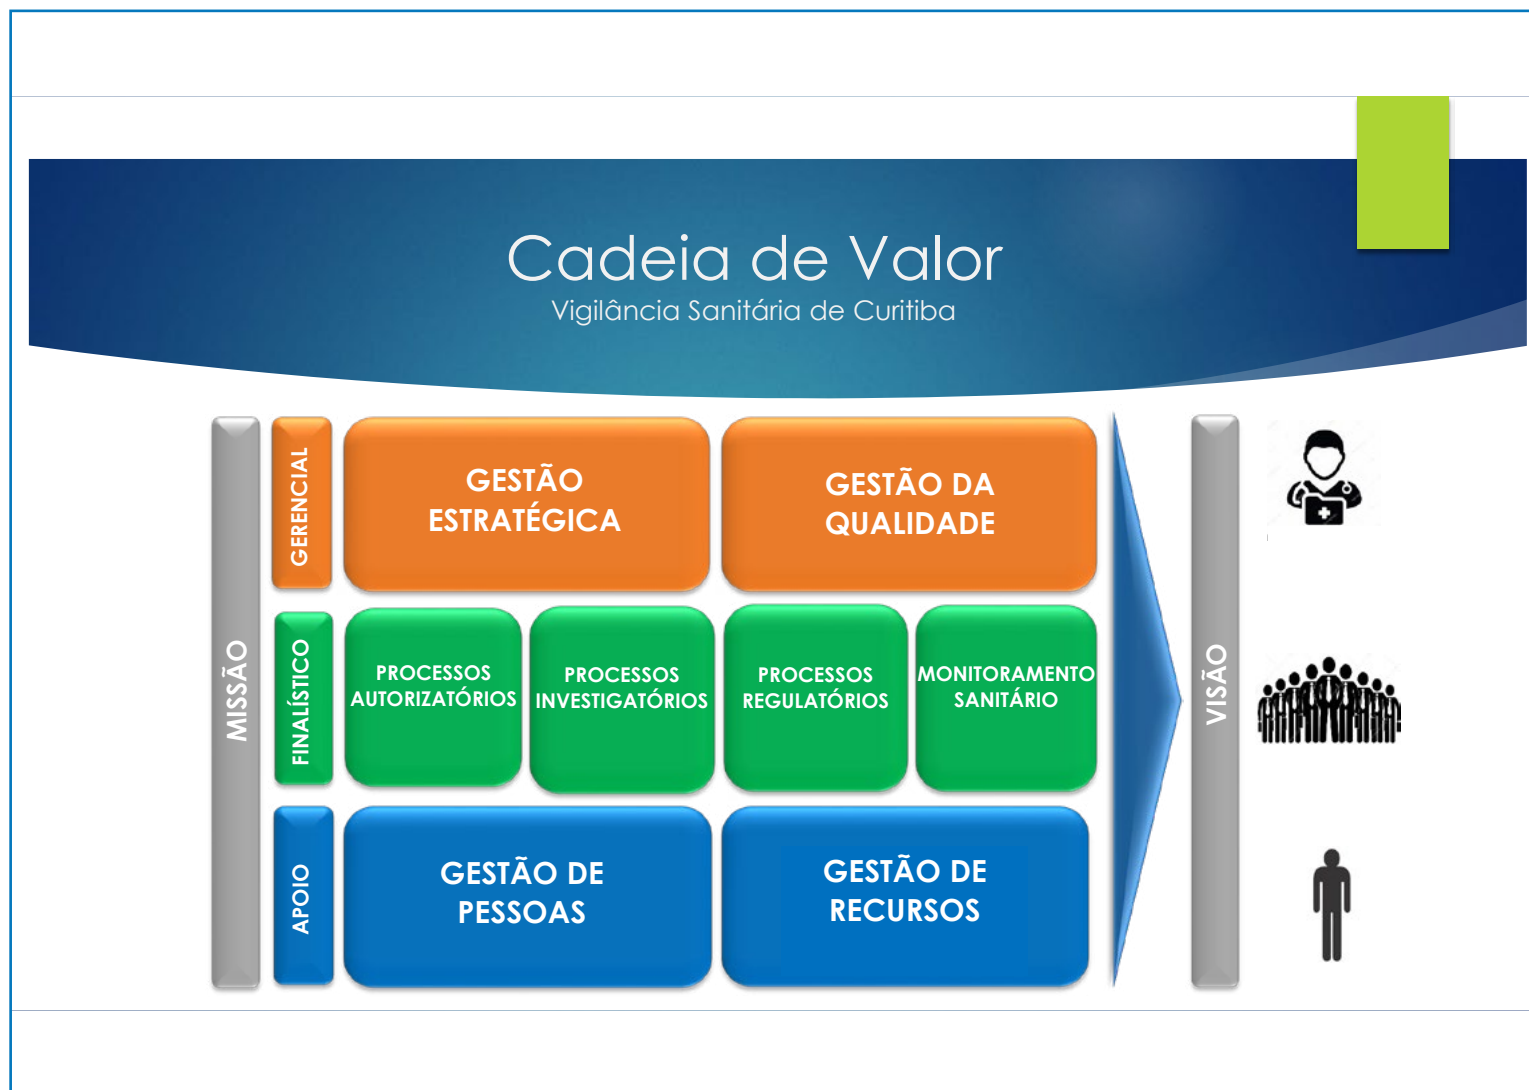 Cadeia de Valor
Vigilância Sanitária de Curitiba
MISSÃO
GERENCIAL
GESTÃO
ESTRATÉGICA
GESTÃO DA
QUALIDADE
FINALÍSTICO
PROCESSOS
AUTORIZATÓRIOS
PROCESSOS
INVESTIGATÓRIOS
PROCESSOS
REGULATÓRIOS
MONITORAMENTO
SANITÁRIO
APOIO
GESTÃO DE
PESSOAS
GESTÃO DE
RECURSOS
VISÃO